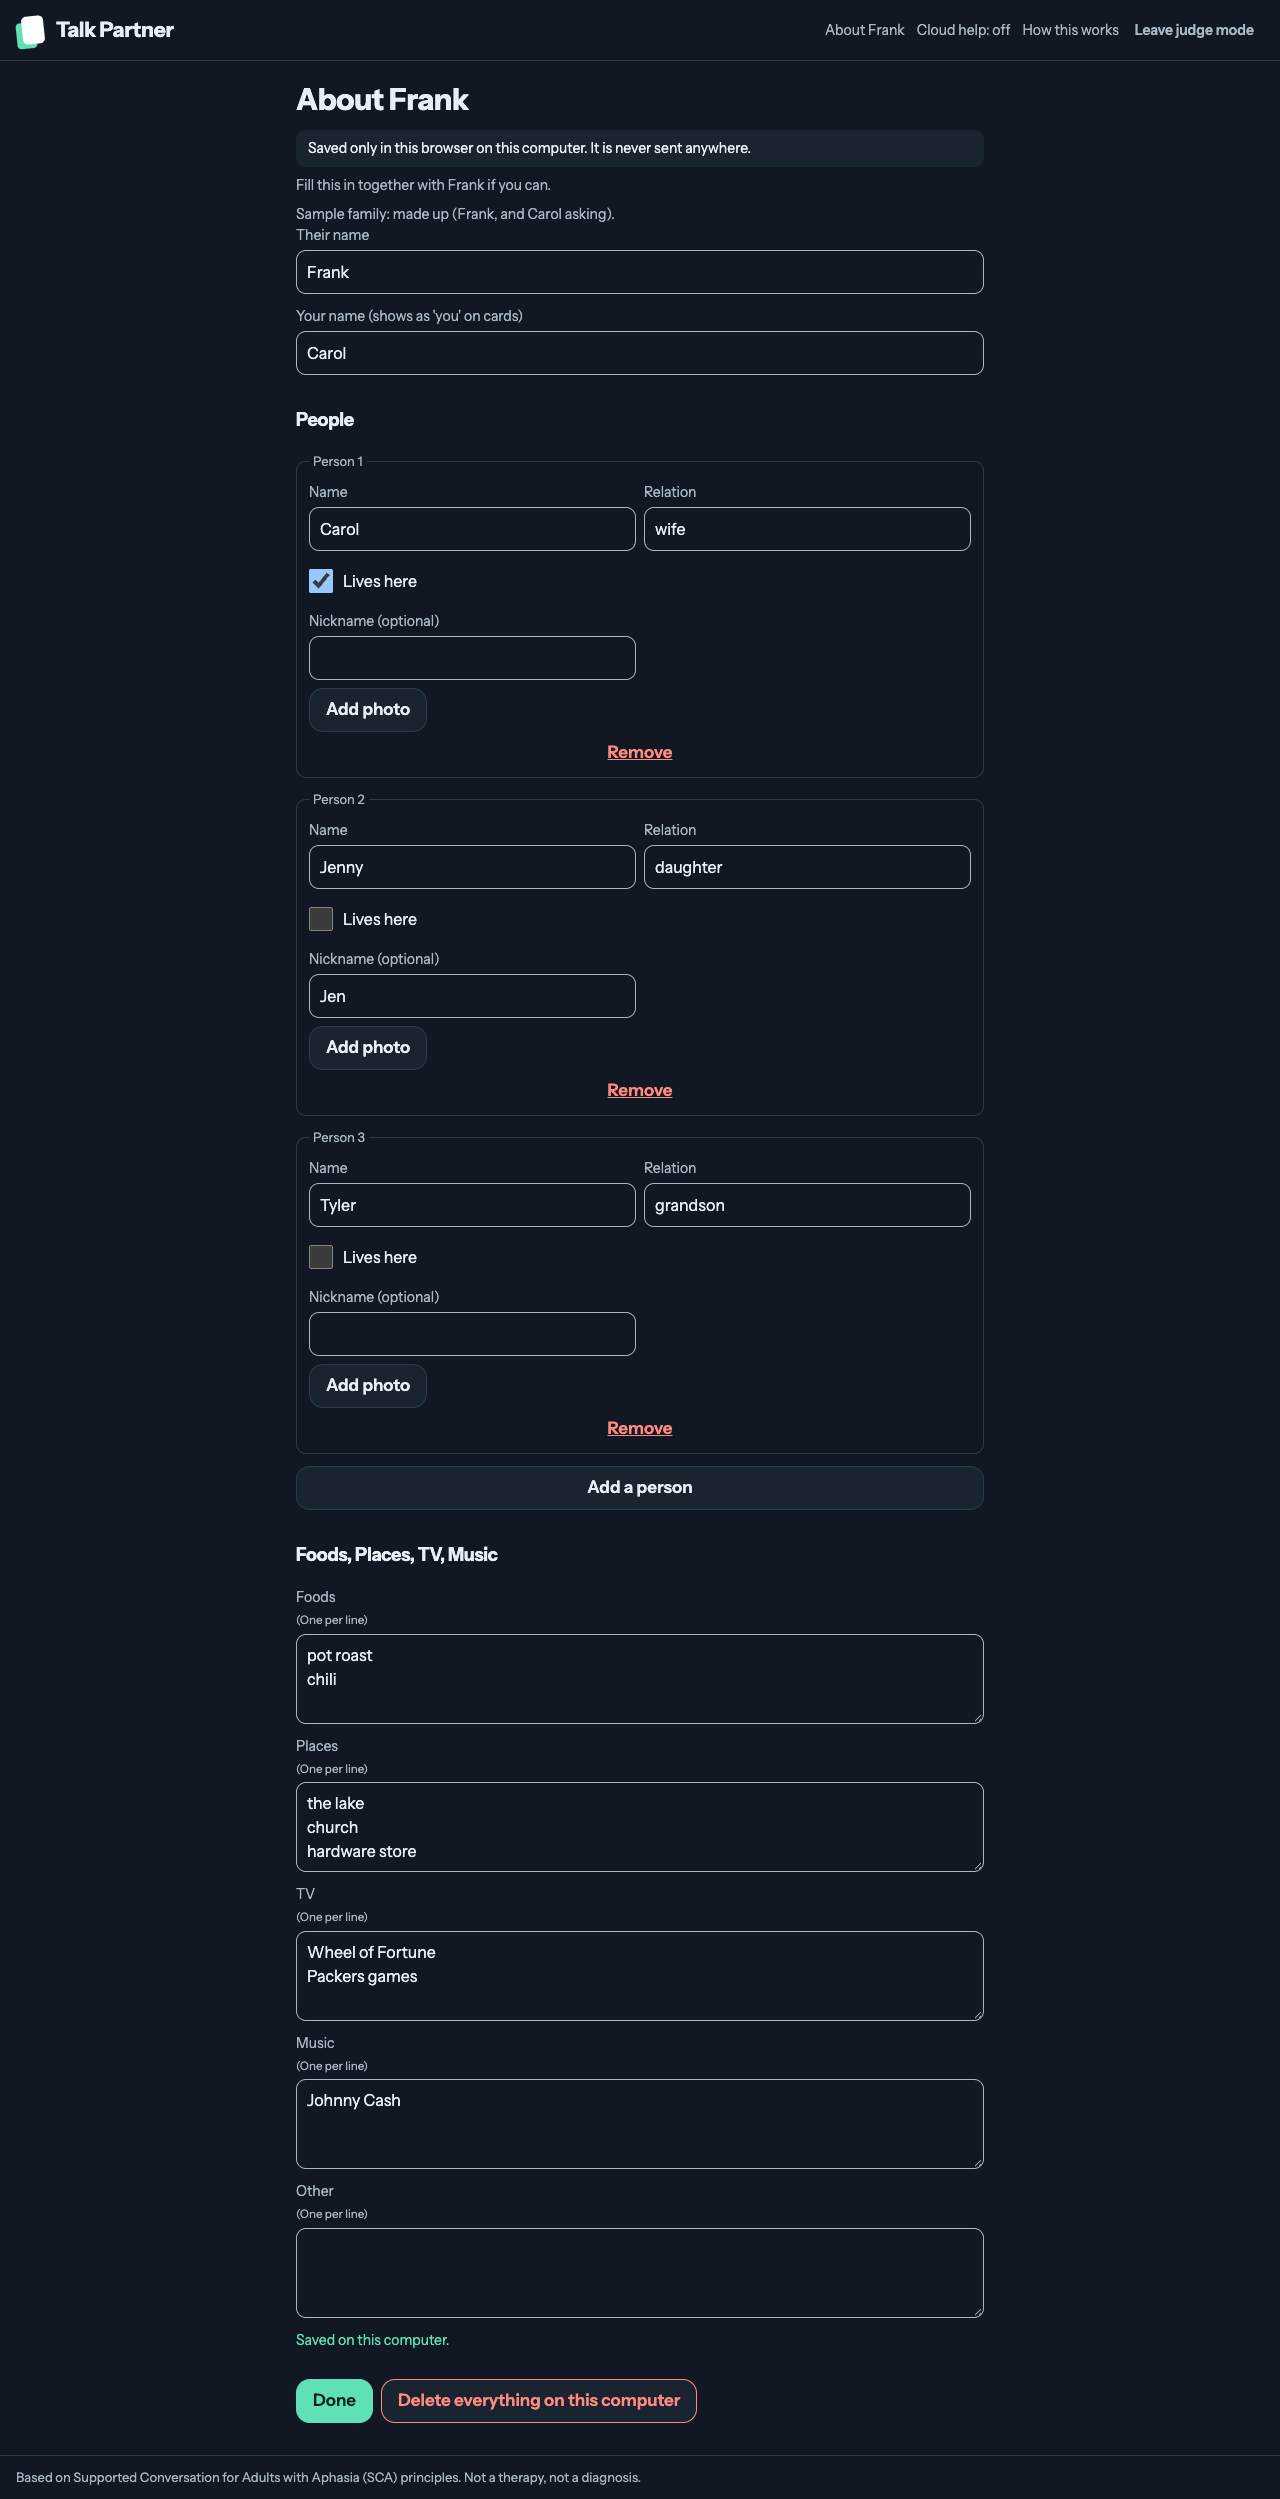 Talk Partner
About Frank Cloud help: off How this works Leave judge mode
About Frank
Saved only in this browser on this computer. It is never sent anywhere.
Fill this in together with Frank if you can.
Sample family: made up (Frank, and Carol asking).
Their name
Frank
Your name (shows as 'you' on cards)
Carol
People
Person 1
Name Relation
Carol wife
Lives here
Nickname (optional)
Add photo
Remove
Person 2
Name Relation
Jenny daughter
Lives here
Nickname (optional)
Jen
Add photo
Remove
Person 3
Name Relation
Tyler grandson
Lives here
Nickname (optional)
Add photo
Remove
Add a person
Foods, Places, TV, Music
Foods
(One per line)
pot roast
chili
Places
(One per line)
the lake
church
hardware store
TV
(One per line)
Wheel of Fortune
Packers games
Music
(One per line)
Johnny Cash
Other
(One per line)
Saved on this computer.
Done Delete everything on this computer
Based on Supported Conversation for Adults with Aphasia (SCA) principles. Not a therapy, not a diagnosis.